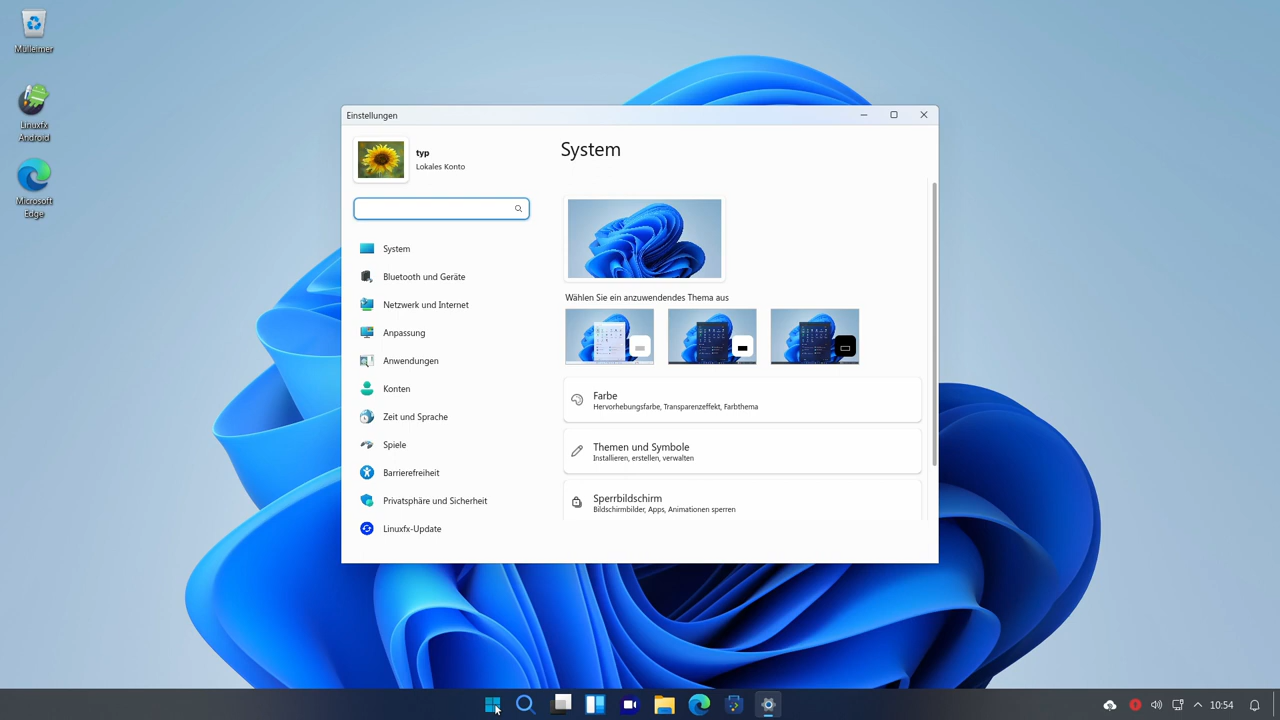 Mülleimer
Linuxfx
Android
Microsoft
Edge
Einstellungen
typ
Lokales Konto
System
Bluetooth und Geräte
Netzwerk und Internet
Anpassung
Anwendungen
Konten
Zeit und Sprache
Spiele
Barrierefreiheit
Privatsphäre und Sicherheit
Linuxfx-Update
System
Wählen Sie ein anzuwendendes Thema aus
Farbe
Hervorhebungsfarbe, Transparenzeffekt, Farbthema
Themen und Symbole
Installieren, erstellen, verwalten
Sperrbildschirm
Bildschirmbilder, Apps, Animationen sperren
10:54